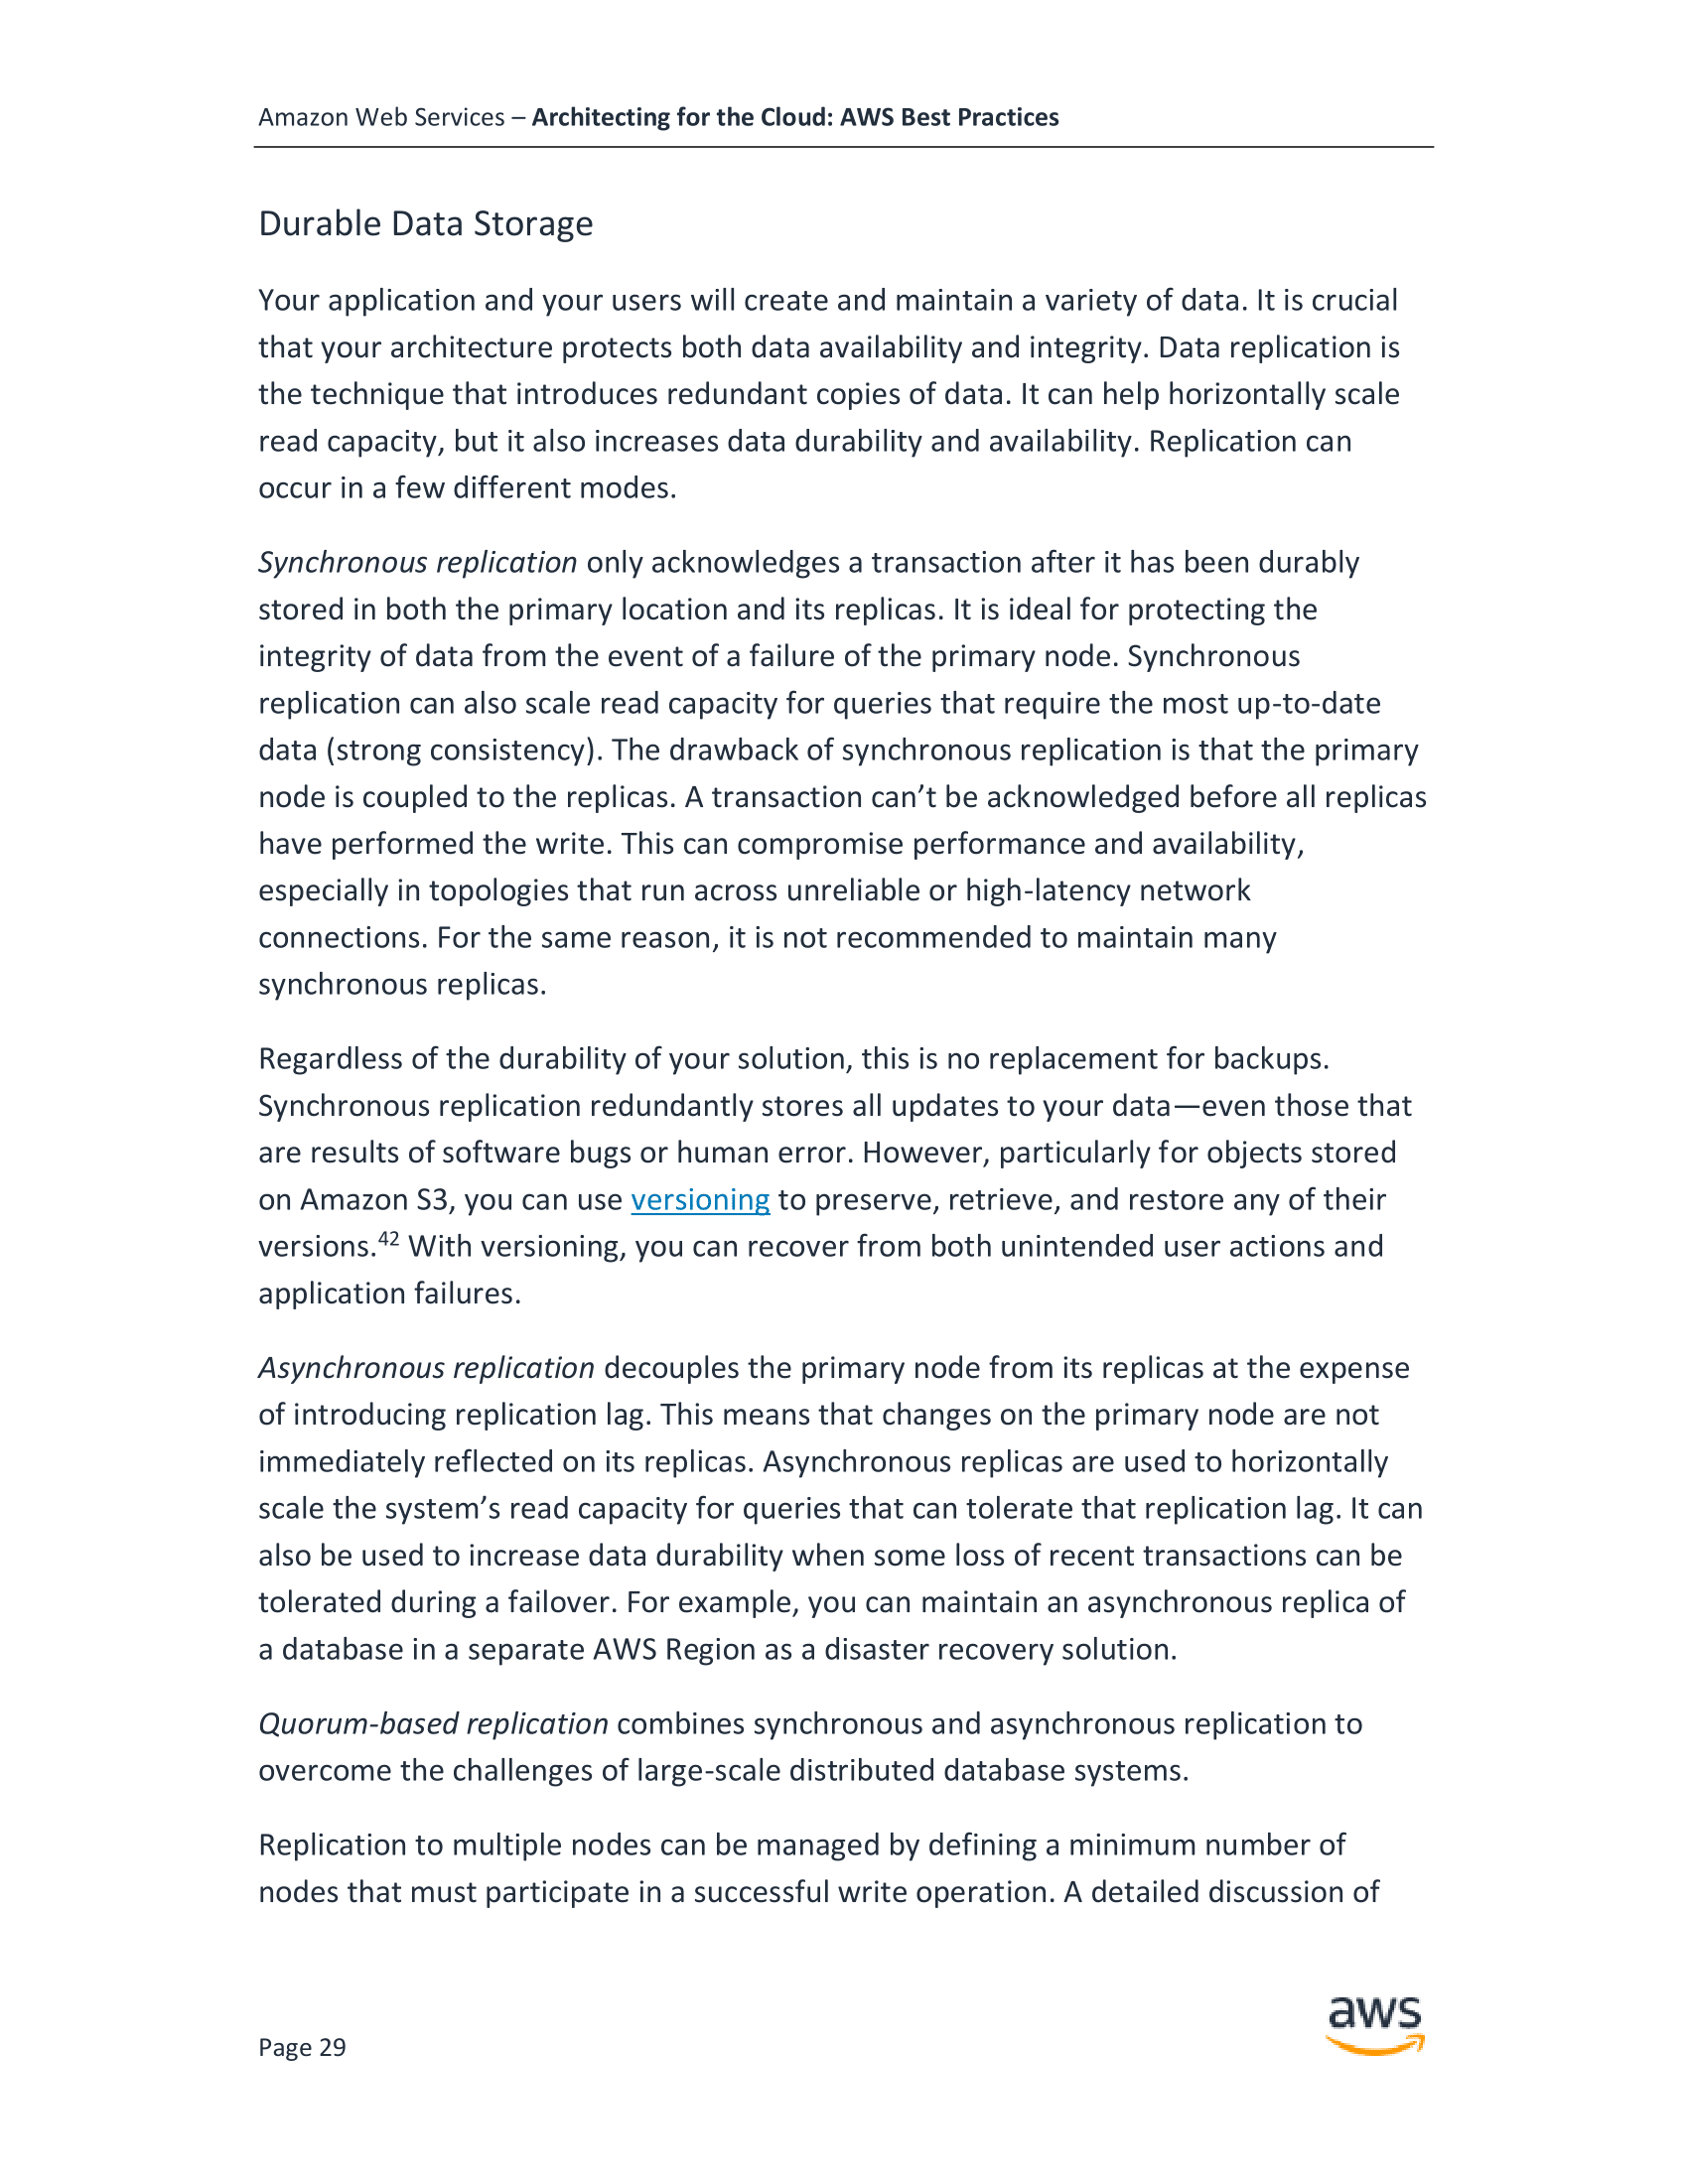 Amazon Web Services – Architecting for the Cloud: AWS Best Practices
Durable Data Storage
Your application and your users will create and maintain a variety of data. It is crucial
that your architecture protects both data availability and integrity. Data replication is
the technique that introduces redundant copies of data. It can help horizontally scale
read capacity, but it also increases data durability and availability. Replication can
occur in a few different modes.
Synchronous replication only acknowledges a transaction after it has been durably
stored in both the primary location and its replicas. It is ideal for protecting the
integrity of data from the event of a failure of the primary node. Synchronous
replication can also scale read capacity for queries that require the most up-to-date
data (strong consistency). The drawback of synchronous replication is that the primary
node is coupled to the replicas. A transaction can’t be acknowledged before all replicas
have performed the write. This can compromise performance and availability,
especially in topologies that run across unreliable or high-latency network
connections. For the same reason, it is not recommended to maintain many
synchronous replicas.
Regardless of the durability of your solution, this is no replacement for backups.
Synchronous replication redundantly stores all updates to your data—even those that
are results of software bugs or human error. However, particularly for objects stored
on Amazon S3, you can use versioning to preserve, retrieve, and restore any of their
versions.42 With versioning, you can recover from both unintended user actions and
application failures.
Asynchronous replication decouples the primary node from its replicas at the expense
of introducing replication lag. This means that changes on the primary node are not
immediately reflected on its replicas. Asynchronous replicas are used to horizontally
scale the system’s read capacity for queries that can tolerate that replication lag. It can
also be used to increase data durability when some loss of recent transactions can be
tolerated during a failover. For example, you can maintain an asynchronous replica of
a database in a separate AWS Region as a disaster recovery solution.
Quorum-based replication combines synchronous and asynchronous replication to
overcome the challenges of large-scale distributed database systems.
Replication to multiple nodes can be managed by defining a minimum number of
nodes that must participate in a successful write operation. A detailed discussion of
aws
Page 29